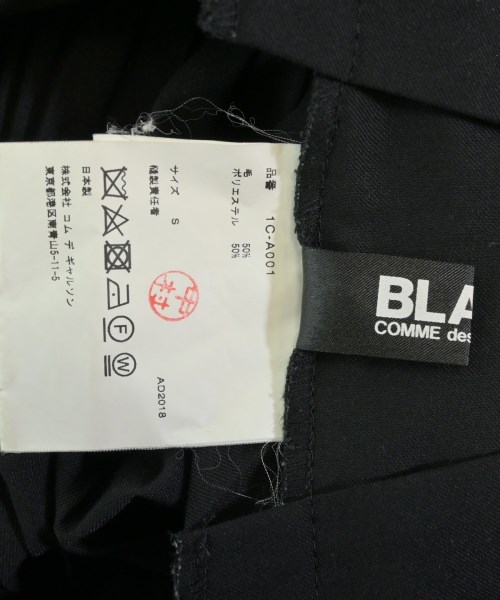 品番 1C-A001
毛 50%
ポリエステル 50%
サイズ S
縫製責任者
中村
F
W
AD2018
日本製
株式会社 コム デ ギャルソン
東京都港区南青山5-11-5
BLA
COMME des